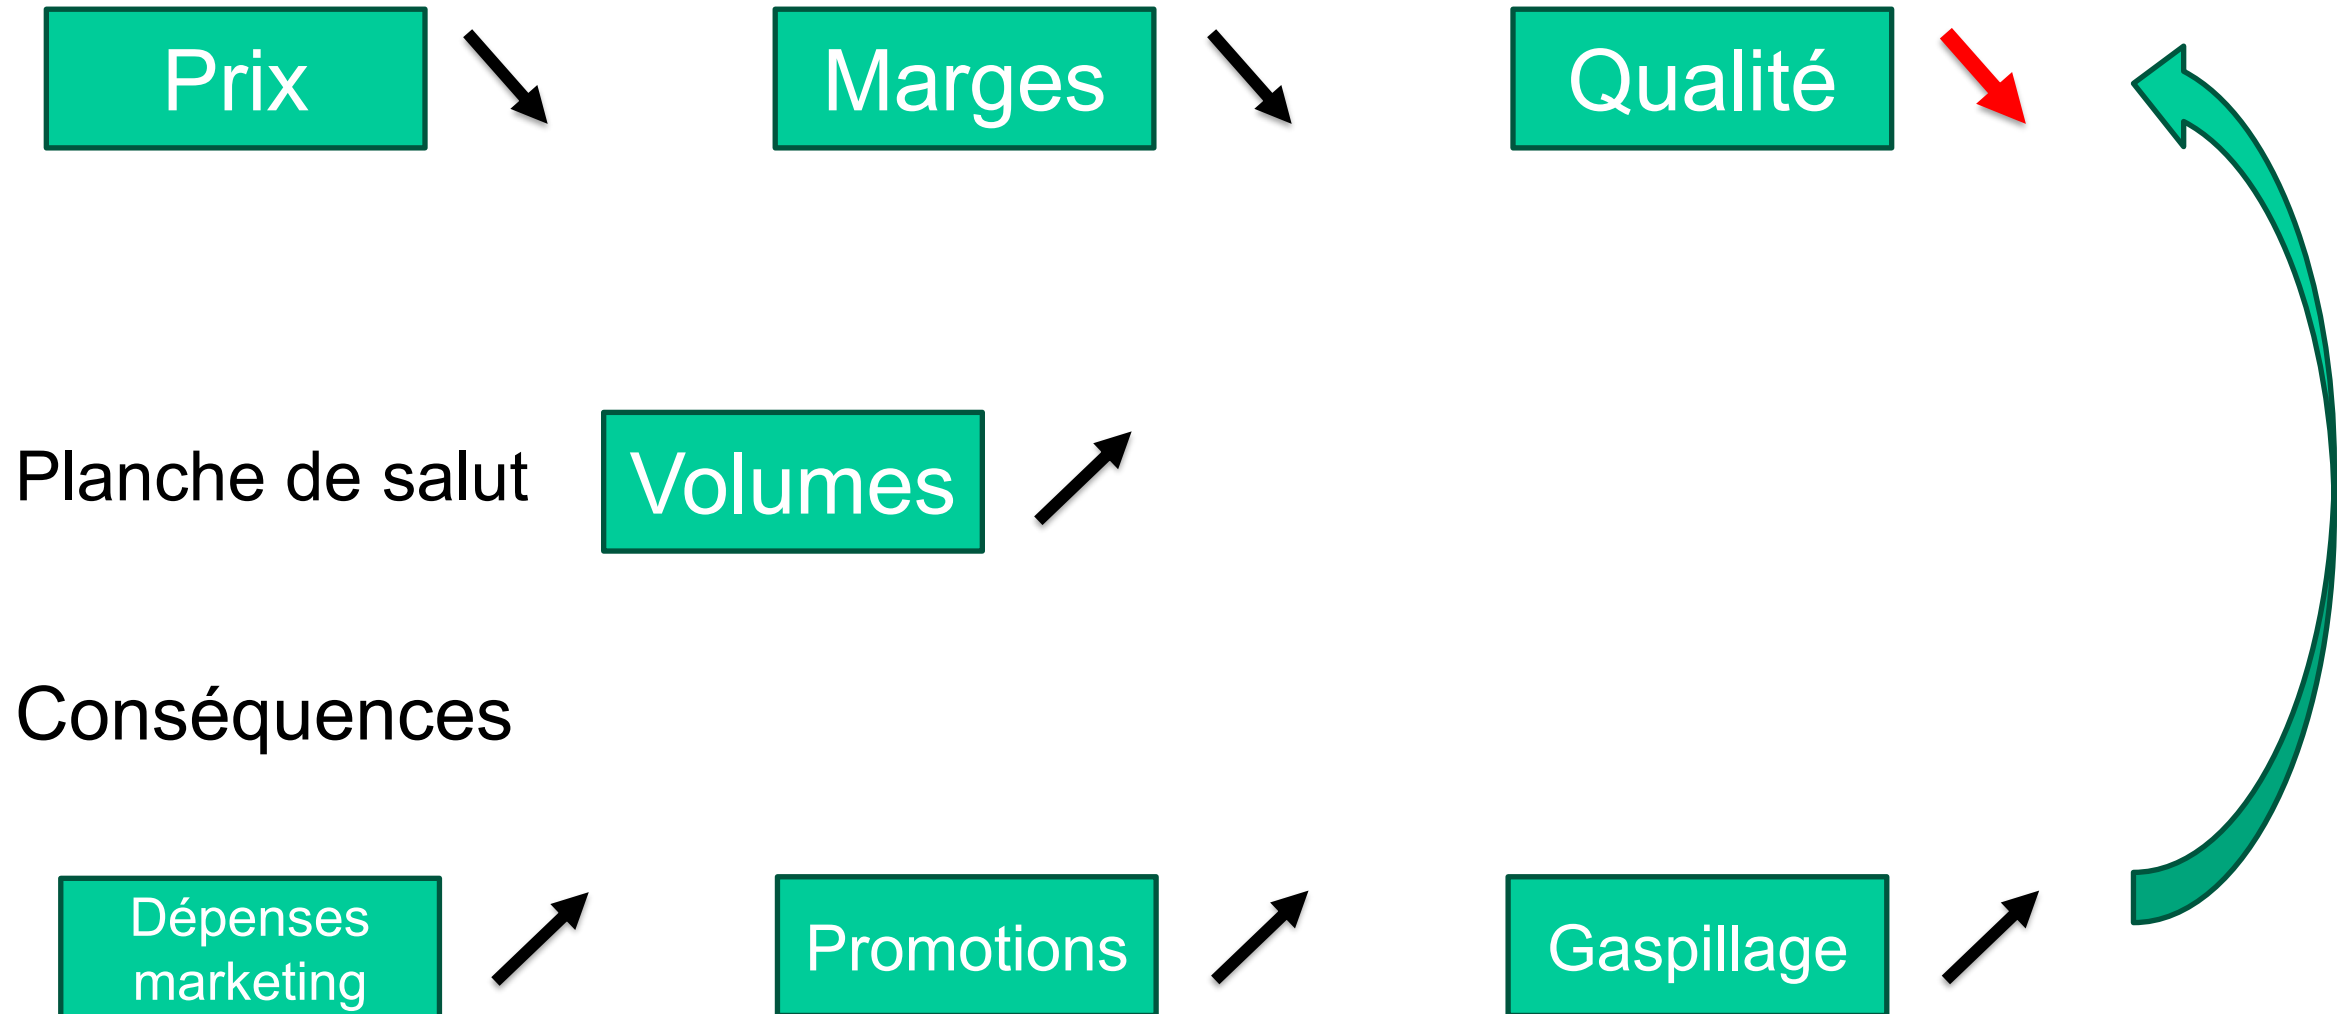 Prix
Marges
Qualité
Planche de salut
Volumes
Conséquences
Dépenses
marketing
Promotions
Gaspillage